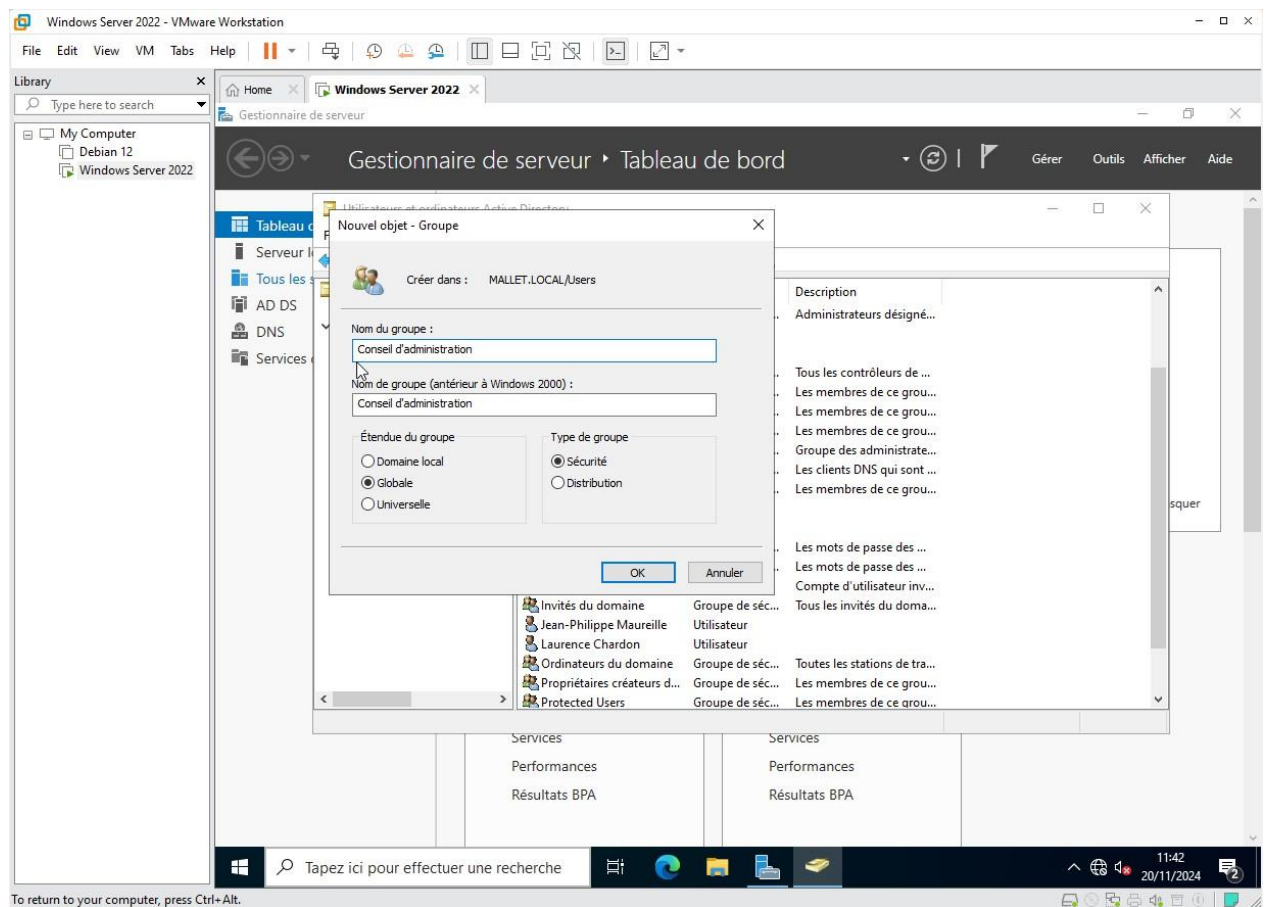 Windows Server 2022 - VMware Workstation
File Edit View VM Tabs Help
Library
Type here to search
My Computer
Debian 12
Windows Server 2022
Home
Windows Server 2022
Gestionnaire de serveur
Gestionnaire de serveur • Tableau de bord
Gérer Outils Afficher Aide
Tableau d
Serveur l
Tous les s
AD DS
DNS
Services
Utilisateurs et ordinateurs Active Directory
Nouvel objet - Groupe
Créer dans : MALLET.LOCAL/Users
Nom du groupe :
Conseil d'administration
Nom de groupe (antérieur à Windows 2000) :
Conseil d'administration
Étendue du groupe
Domaine local
Globale
Universelle
Type de groupe
Sécurité
Distribution
OK Annuler
Description
Administrateurs désigné...
Tous les contrôleurs de ...
Les membres de ce grou...
Les membres de ce grou...
Les membres de ce grou...
Groupe des administrate...
Les clients DNS qui sont ...
Les membres de ce grou...
Les mots de passe des ...
Les mots de passe des ...
Compte d'utilisateur inv...
Invités du domaine Groupe de séc... Tous les invités du doma...
Jean-Philippe Maureille Utilisateur
Laurence Chardon Utilisateur
Ordinateurs du domaine Groupe de séc... Toutes les stations de tra...
Propriétaires créateurs d... Groupe de séc... Les membres de ce grou...
Protected Users Groupe de séc... Les membres de ce grou...
squer
Services
Performances
Résultats BPA
Services
Performances
Résultats BPA
Tapez ici pour effectuer une recherche
11:42
20/11/2024
2
To return to your computer, press Ctrl+Alt.